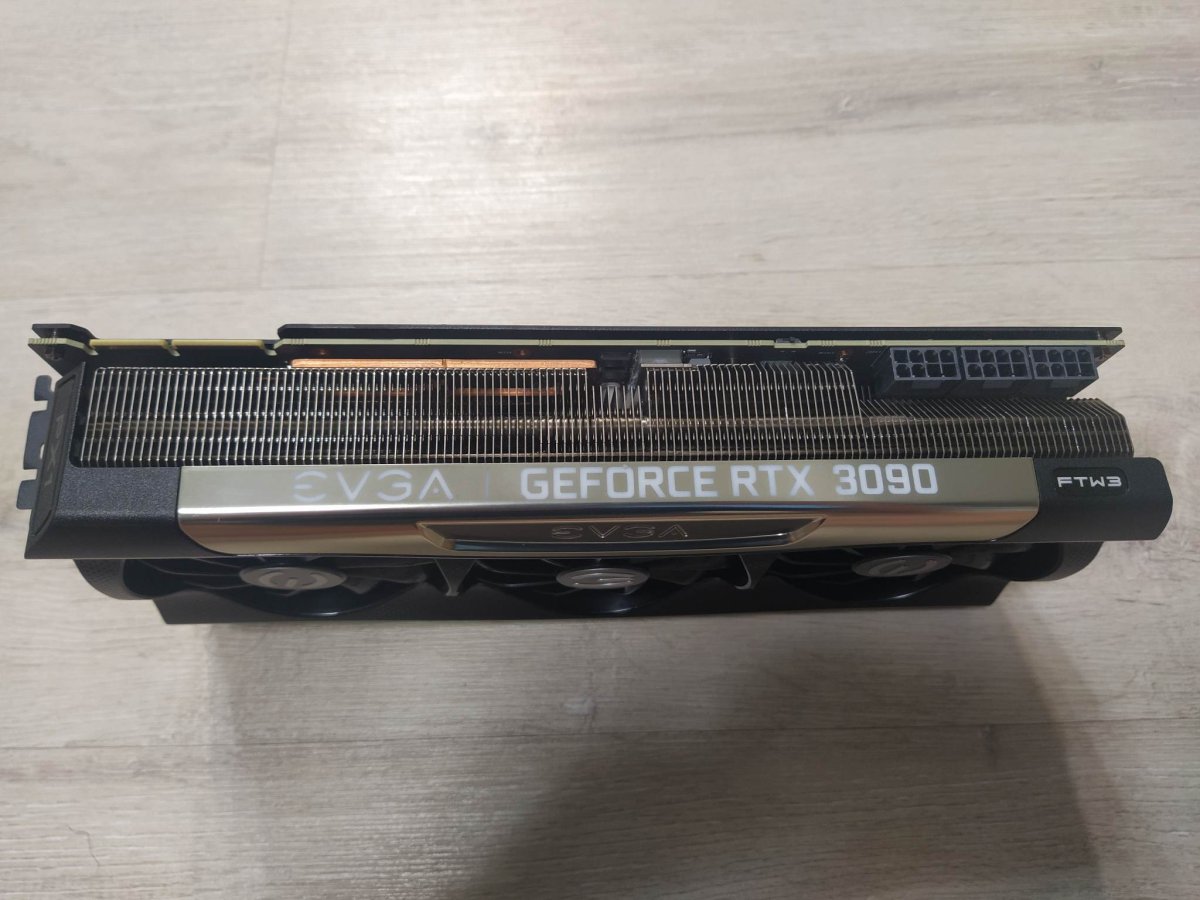 EVGA | GEFORCE RTX 3090
FTW3
EVGA